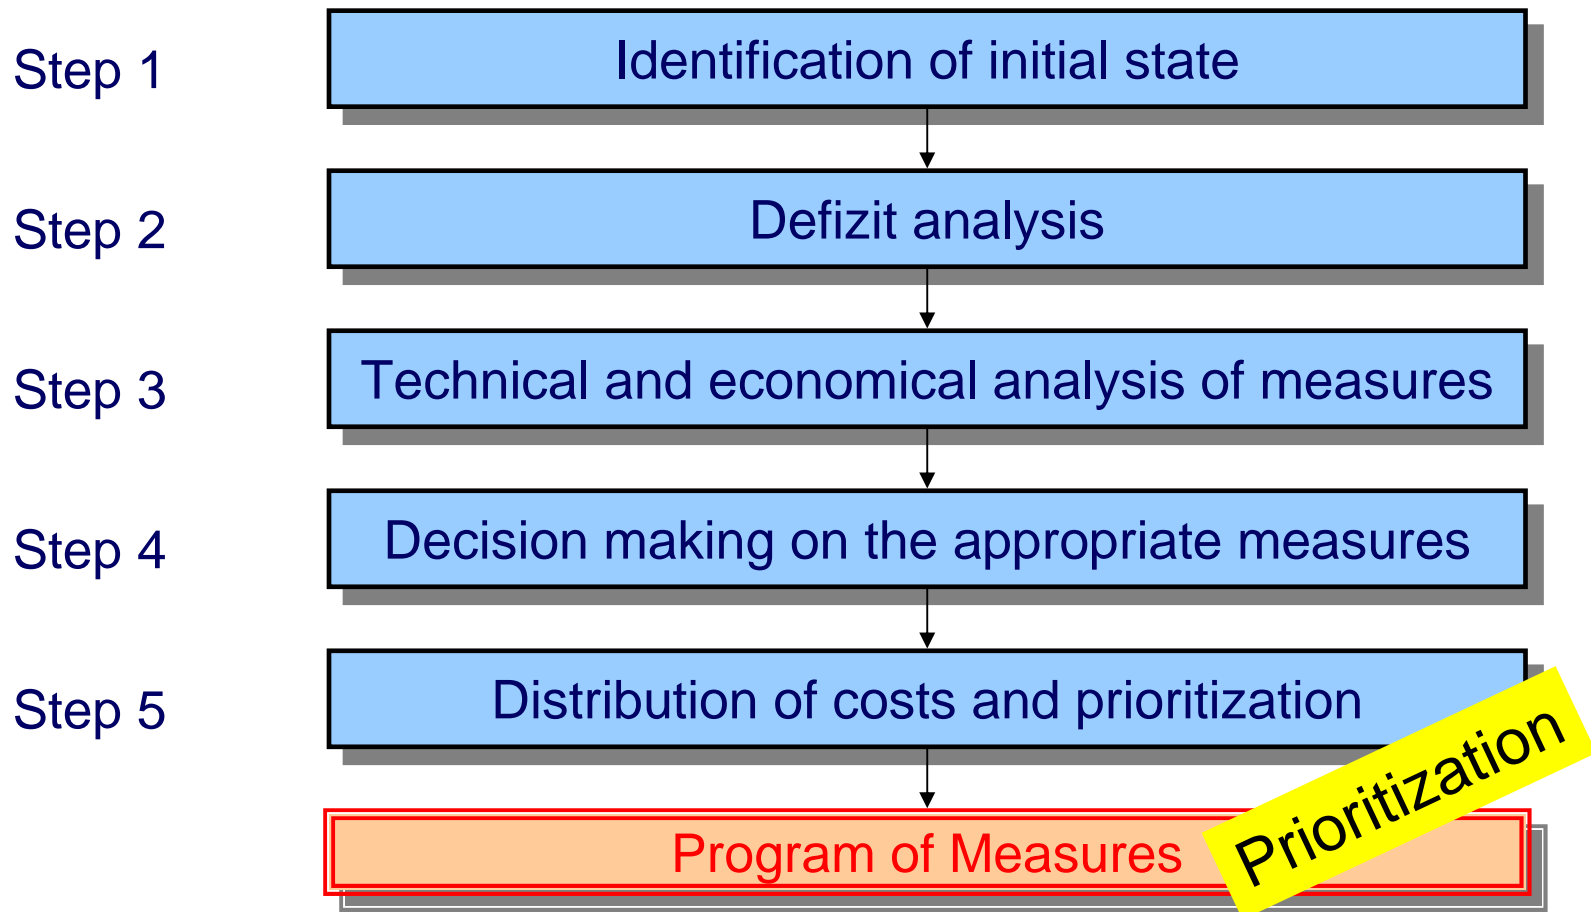 Step 1
Identification of initial state
Step 2
Defizit analysis
Step 3
Technical and economical analysis of measures
Step 4
Decision making on the appropriate measures
Step 5
Distribution of costs and prioritization
Program of Measures
Prioritization